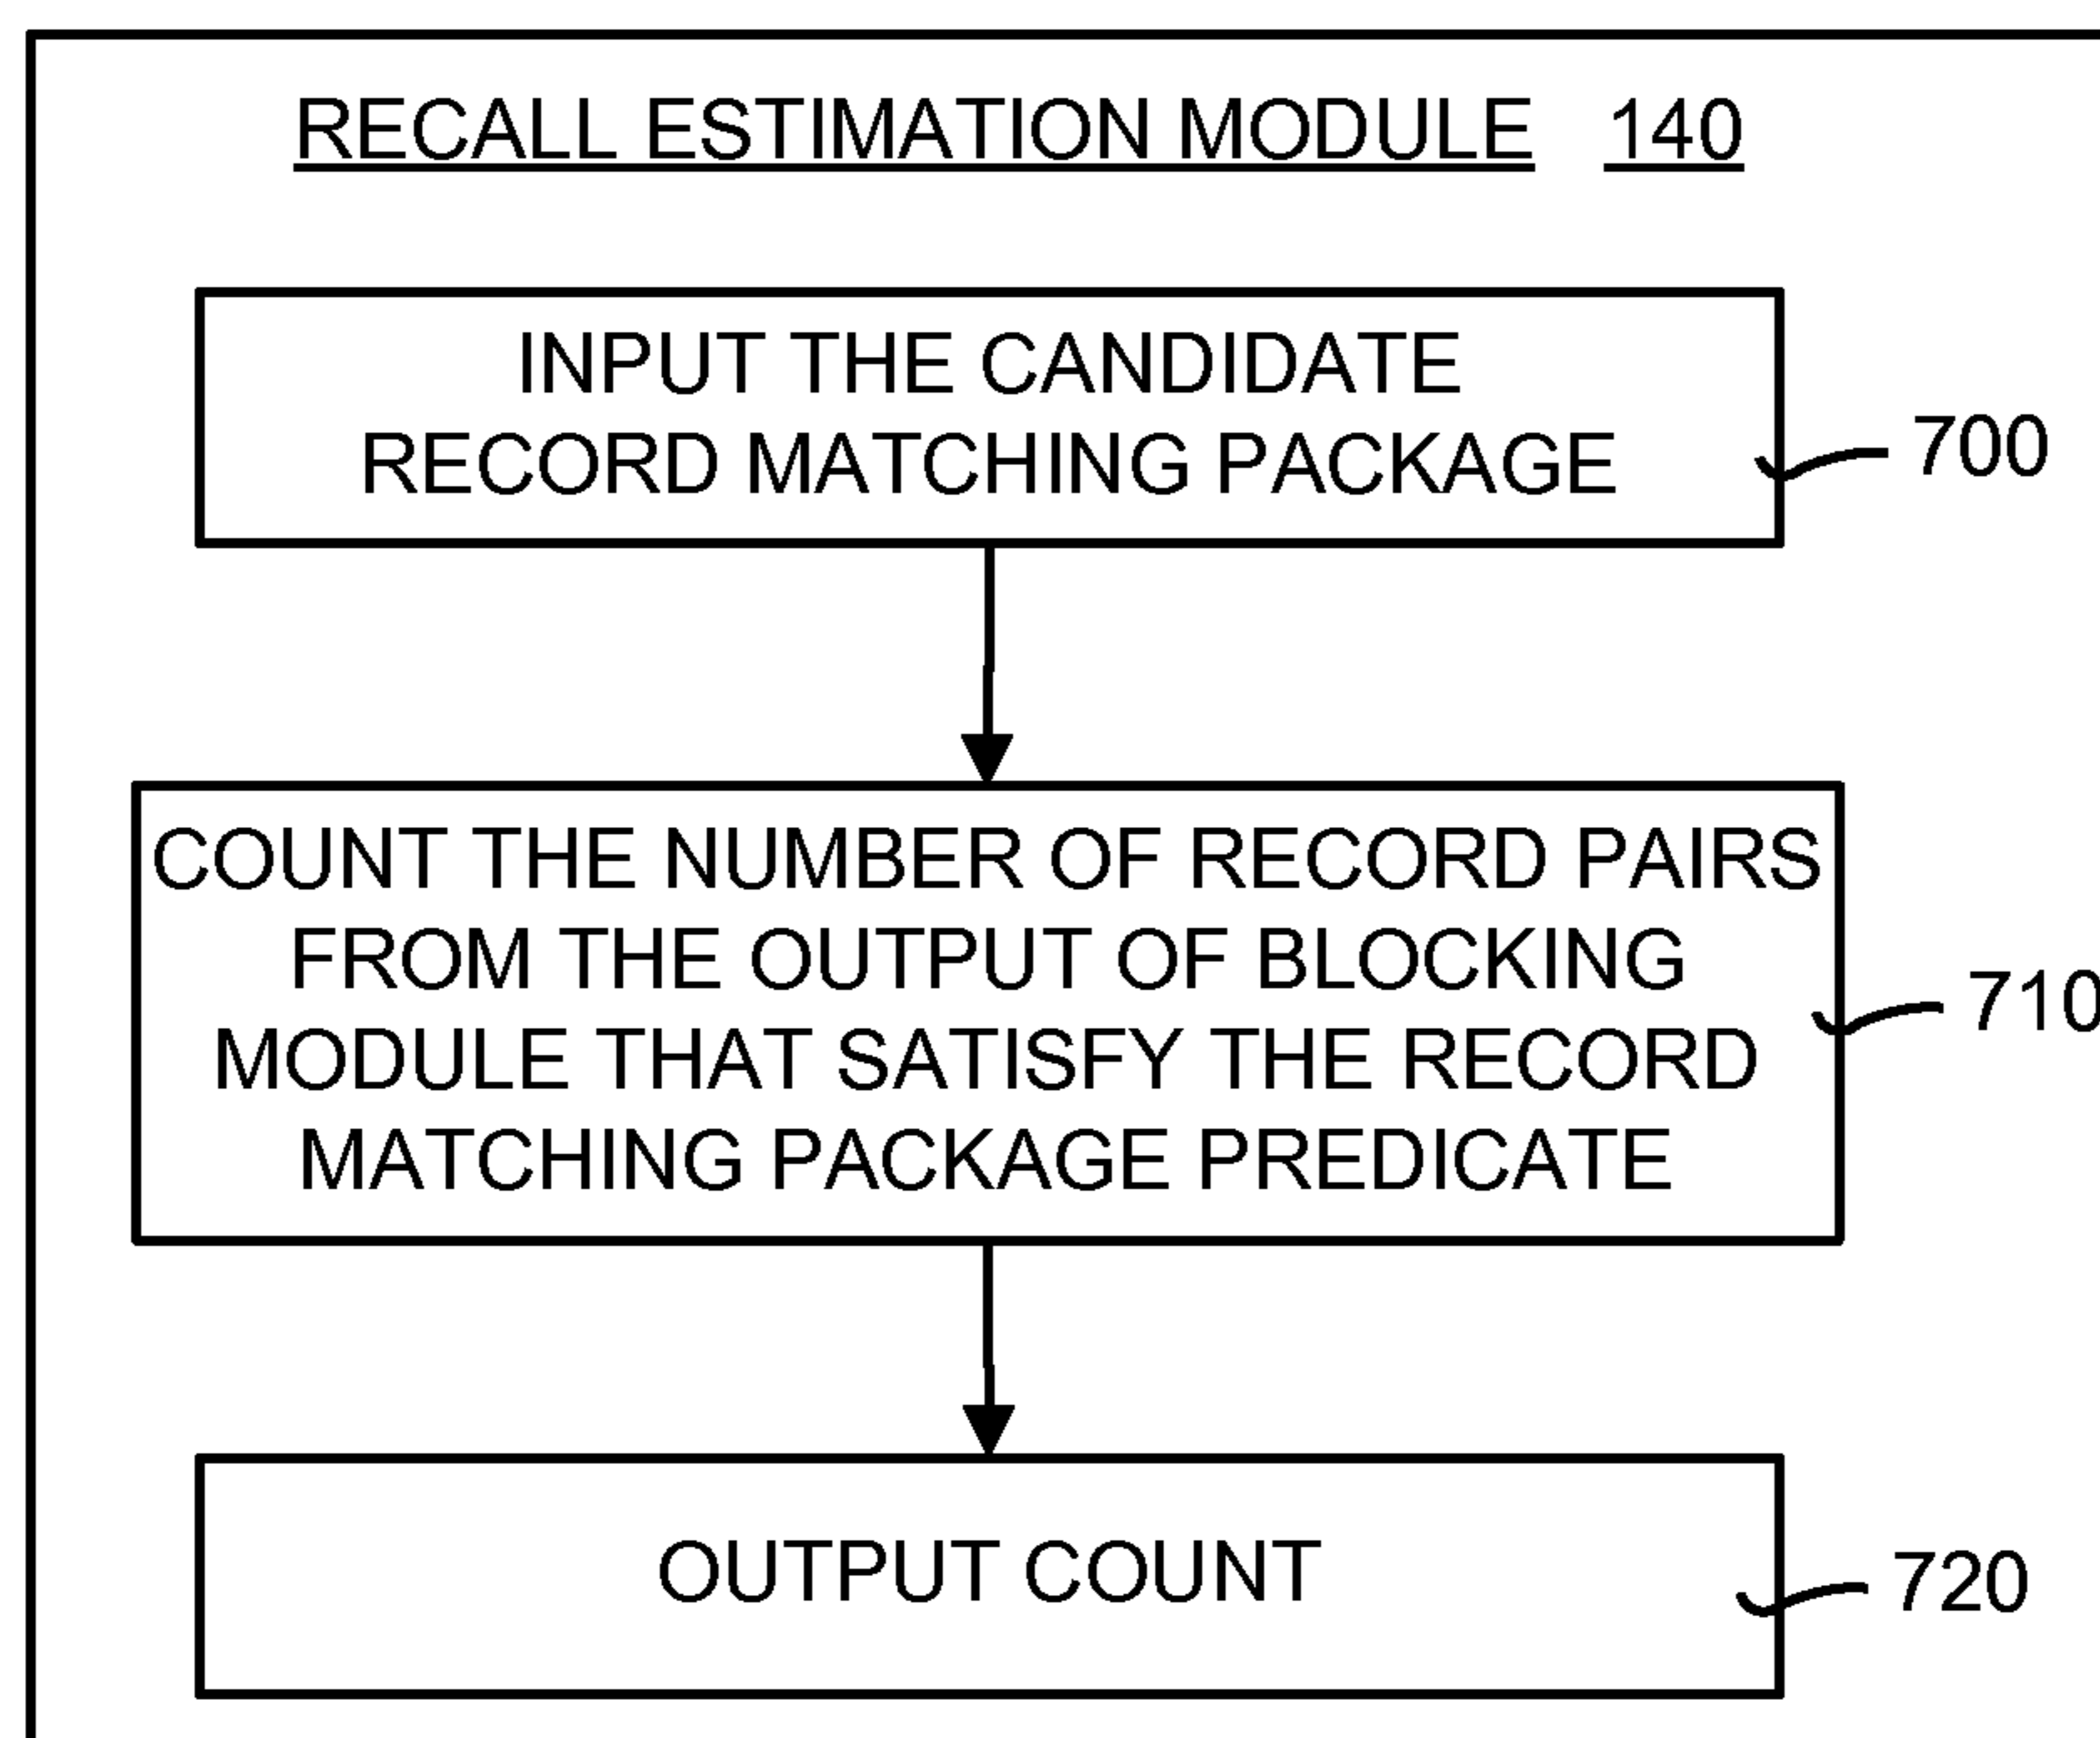 RECALL ESTIMATION MODULE 140
INPUT THE CANDIDATE
RECORD MATCHING PACKAGE
700
COUNT THE NUMBER OF RECORD PAIRS
FROM THE OUTPUT OF BLOCKING
MODULE THAT SATISFY THE RECORD
MATCHING PACKAGE PREDICATE
710
OUTPUT COUNT
720